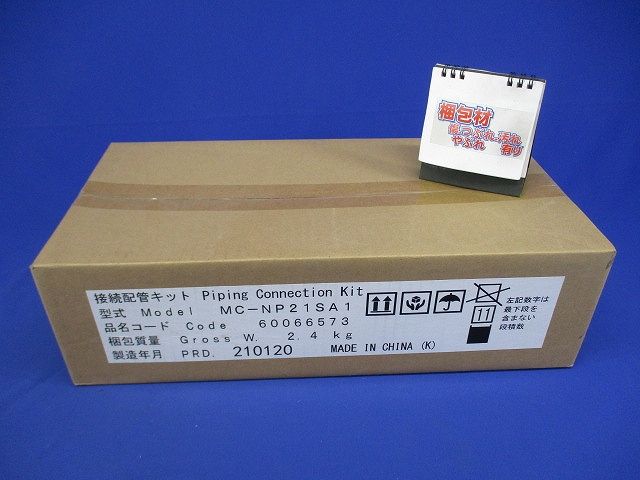 梱包材
傷、つぶれ、汚れ
やぶれ 有り
接続配管キット Piping Connection Kit
型式 Model MC-NP21SA1
品名コード Code 60066573
梱包質量 Gross W. 2.4 kg
製造年月 PRD. 210120 MADE IN CHINA (K)
11
左記数字は
最下段を
含まない
段積数